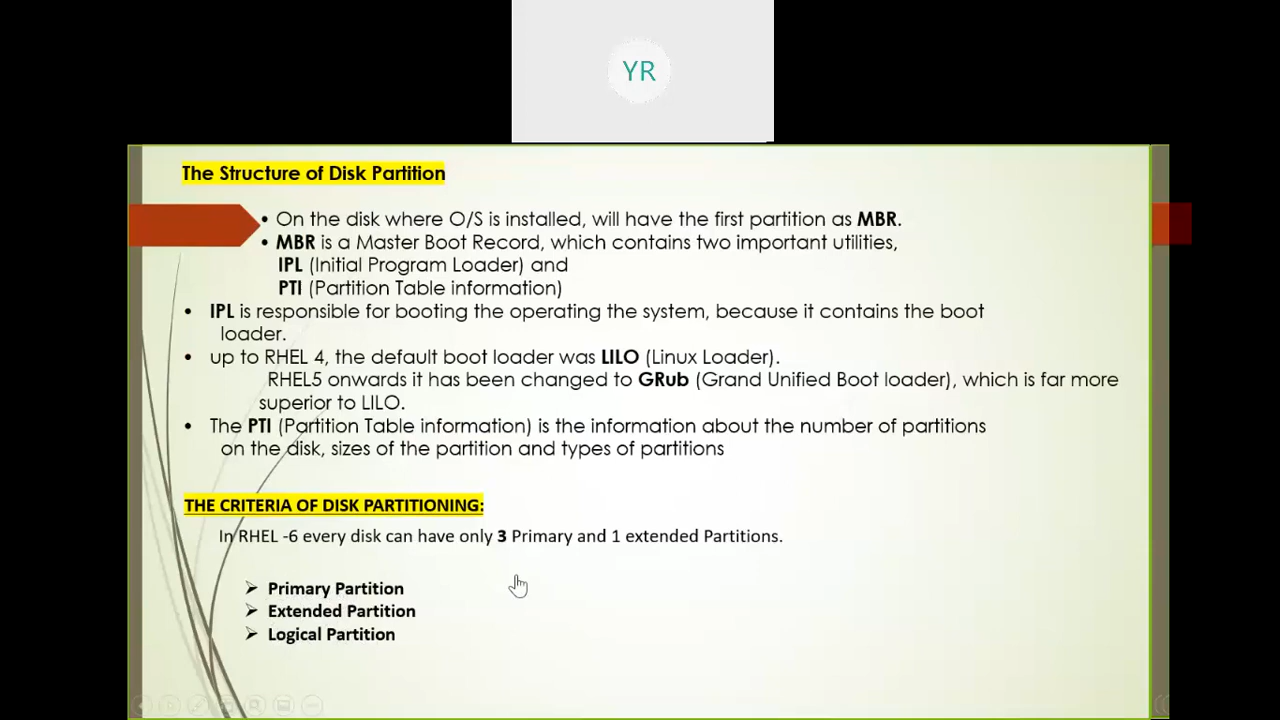 YR
The Structure of Disk Partition
• On the disk where O/S is installed, will have the first partition as MBR.
• MBR is a Master Boot Record, which contains two important utilities,
IPL (Initial Program Loader) and
PTI (Partition Table information)
• IPL is responsible for booting the operating the system, because it contains the boot
loader.
• up to RHEL 4, the default boot loader was LILO (Linux Loader).
RHEL5 onwards it has been changed to GRub (Grand Unified Boot loader), which is far more
superior to LILO.
• The PTI (Partition Table information) is the information about the number of partitions
on the disk, sizes of the partition and types of partitions
THE CRITERIA OF DISK PARTITIONING:
In RHEL -6 every disk can have only 3 Primary and 1 extended Partitions.
➢ Primary Partition
➢ Extended Partition
➢ Logical Partition